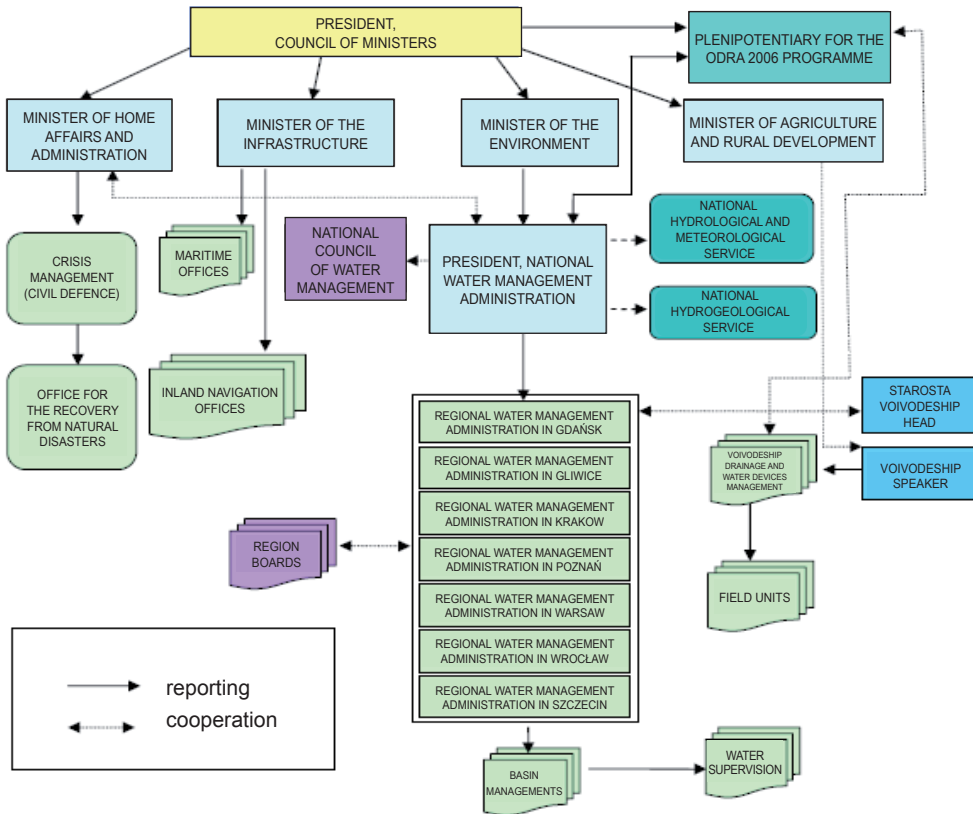 PRESIDENT,
COUNCIL OF MINISTERS
PLENIPOTENTIARY FOR THE
ODRA 2006 PROGRAMME
MINISTER OF HOME
AFFAIRS AND
ADMINISTRATION
MINISTER OF THE
INFRASTRUCTURE
MINISTER OF THE
ENVIRONMENT
MINISTER OF AGRICULTURE
AND RURAL DEVELOPMENT
CRISIS
MANAGEMENT
(CIVIL DEFENCE)
MARITIME
OFFICES
NATIONAL
COUNCIL
OF WATER
MANAGEMENT
PRESIDENT, NATIONAL
WATER MANAGEMENT
ADMINISTRATION
NATIONAL
HYDROLOGICAL AND
METEOROLOGICAL
SERVICE
NATIONAL
HYDROGEOLOGICAL
SERVICE
OFFICE FOR
THE RECOVERY
FROM NATURAL
DISASTERS
INLAND NAVIGATION
OFFICES
REGIONAL WATER MANAGEMENT
ADMINISTRATION IN GDAŃSK
REGIONAL WATER MANAGEMENT
ADMINISTRATION IN GLIWICE
REGIONAL WATER MANAGEMENT
ADMINISTRATION IN KRAKOW
REGIONAL WATER MANAGEMENT
ADMINISTRATION IN POZNAŃ
REGIONAL WATER MANAGEMENT
ADMINISTRATION IN WARSAW
REGIONAL WATER MANAGEMENT
ADMINISTRATION IN WROCŁAW
REGIONAL WATER MANAGEMENT
ADMINISTRATION IN SZCZECIN
STAROSTA
VOIVODESHIP
HEAD
VOIVODESHIP
DRAINAGE AND
WATER DEVICES
MANAGEMENT
VOIVODESHIP
SPEAKER
REGION
BOARDS
FIELD UNITS
reporting
cooperation
BASIN
MANAGEMENTS
WATER
SUPERVISION